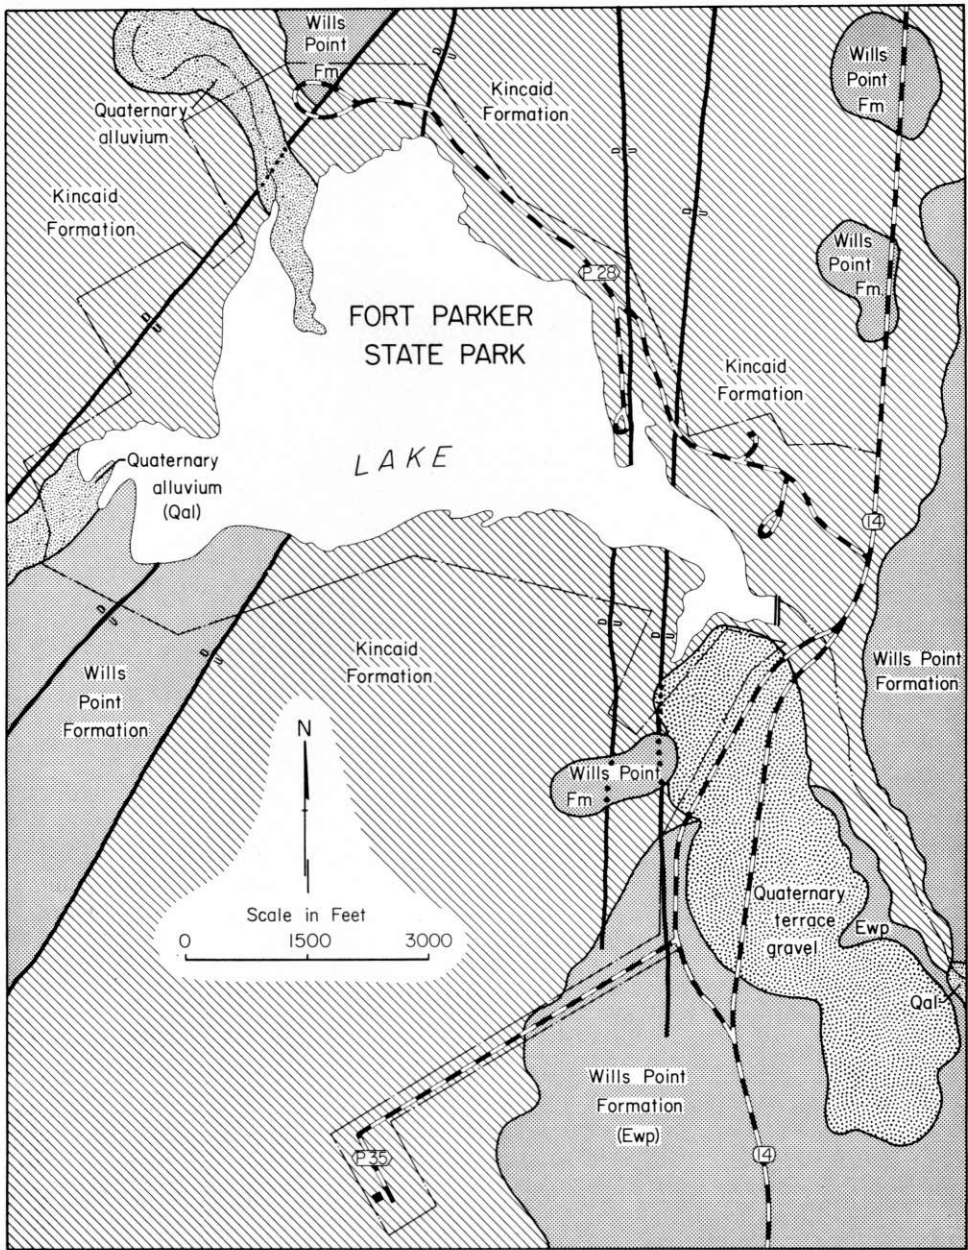 Wills
Point
Fm
Quaternary
alluvium
Kincaid
Formation
Kincaid
Formation
Wills
Point
Fm
Wills
Point
Fm
P 28
FORT PARKER
STATE PARK
LAKE
Kincaid
Formation
Quaternary
alluvium
(Qal)
14
Wills
Point
Formation
Kincaid
Formation
Wills Point
Formation
N
Wills Point
Fm
Scale in Feet
0 1500 3000
Quaternary
terrace
gravel
Ewp
Qal
Wills Point
Formation
(Ewp)
P 35
14
D
U
D
U
D
U
D
U
D
U
D
U
D
U
D
U
D
U